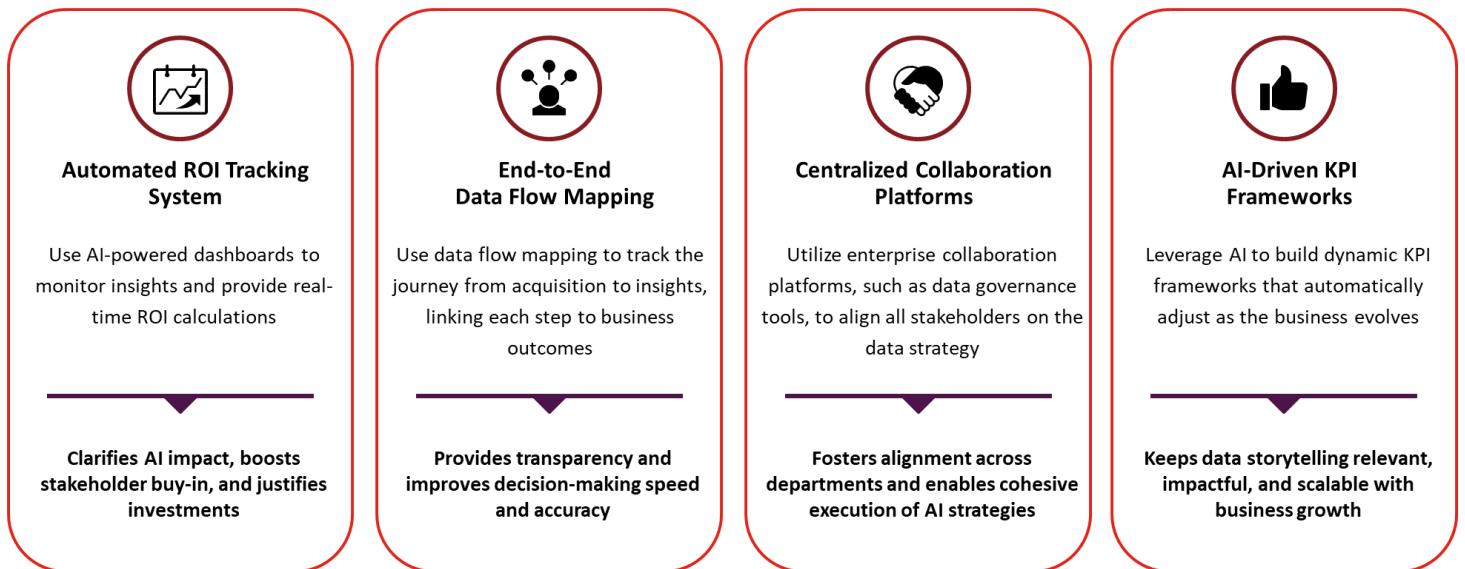 Automated ROI Tracking
System
Use AI-powered dashboards to
monitor insights and provide real-
time ROI calculations
Clarifies AI impact, boosts
stakeholder buy-in, and justifies
investments
End-to-End
Data Flow Mapping
Use data flow mapping to track the
journey from acquisition to insights,
linking each step to business
outcomes
Provides transparency and
improves decision-making speed
and accuracy
Centralized Collaboration
Platforms
Utilize enterprise collaboration
platforms, such as data governance
tools, to align all stakeholders on the
data strategy
Fosters alignment across
departments and enables cohesive
execution of AI strategies
AI-Driven KPI
Frameworks
Leverage AI to build dynamic KPI
frameworks that automatically
adjust as the business evolves
Keeps data storytelling relevant,
impactful, and scalable with
business growth